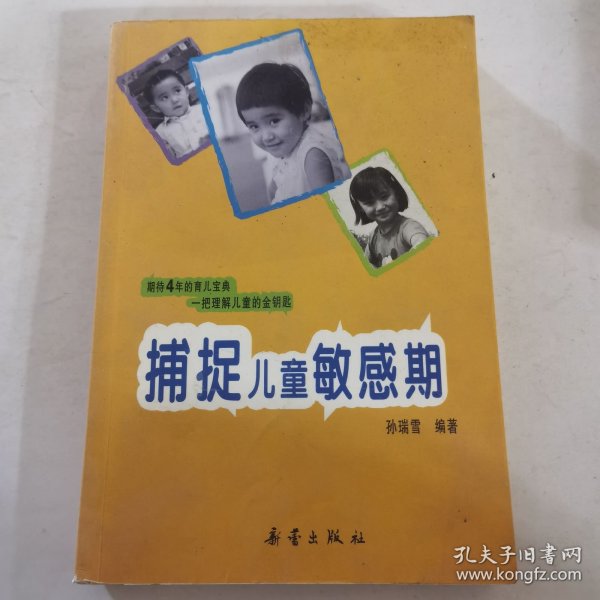 期待4年的育儿宝典
一把理解儿童的金钥匙
捕捉儿童敏感期
孙瑞雪 编著
新蕾出版社
孔夫子旧书网
www.kongfz.com